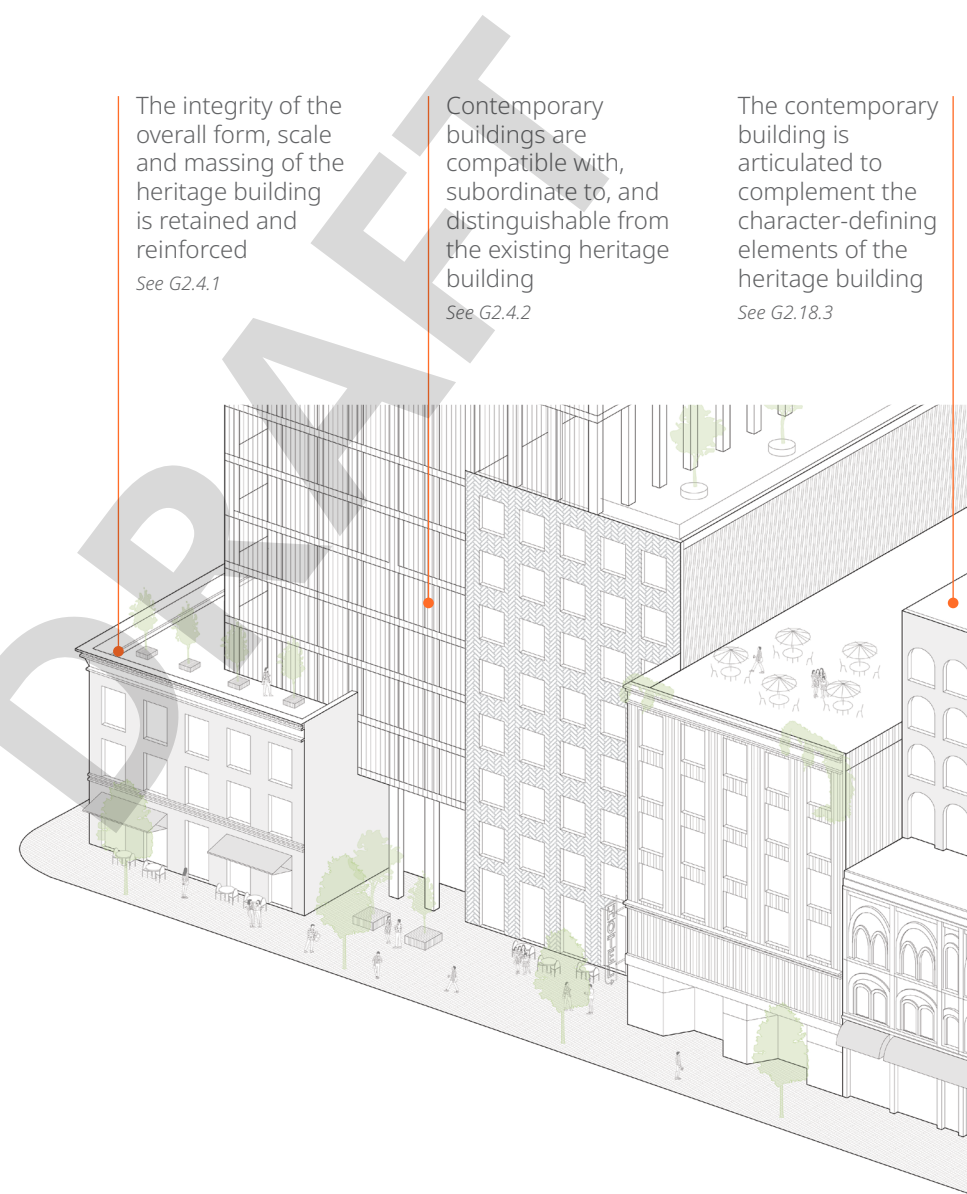 The integrity of the
overall form, scale
and massing of the
heritage building
is retained and
reinforced
See G2.4.1
Contemporary
buildings are
compatible with,
subordinate to, and
distinguishable from
the existing heritage
building
See G2.4.2
The contemporary
building is
articulated to
complement the
character-defining
elements of the
heritage building
See G2.18.3
DRAFT
HOTEL